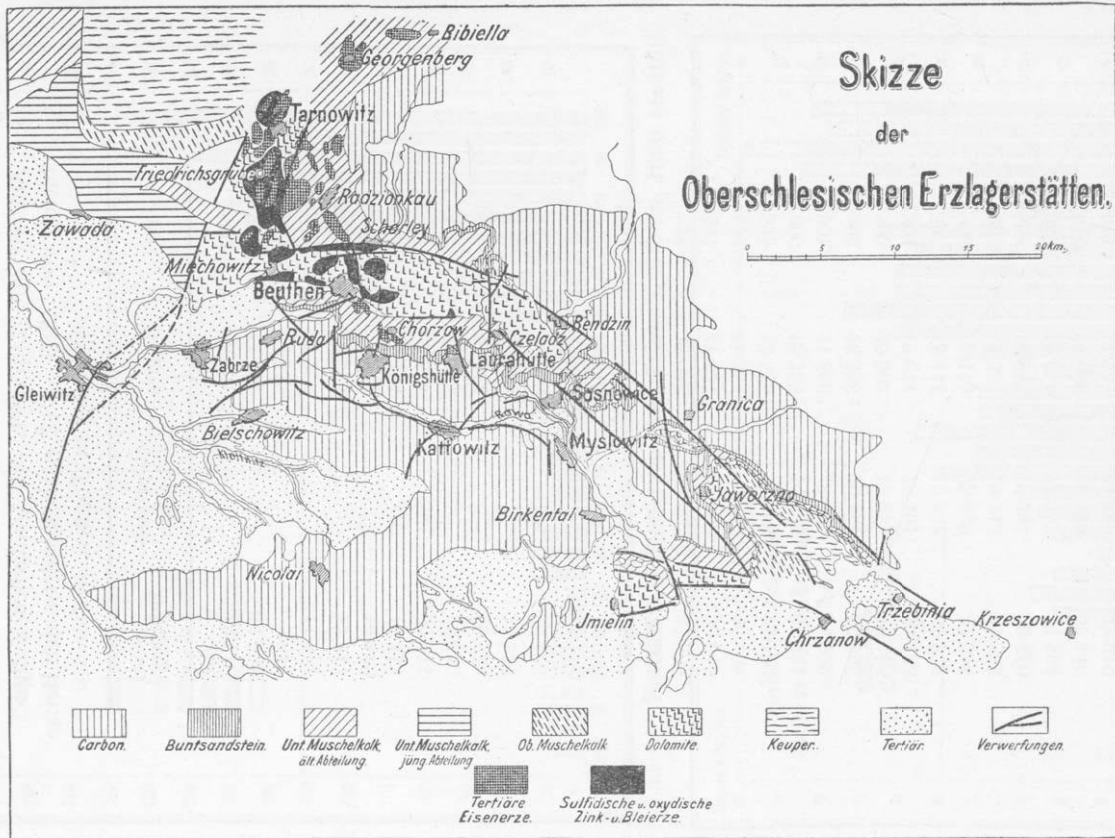 Skizze
der
Oberschlesischen Erzlagerstätten.
0 5 10 15 20 km.
Bibiella
Georgenberg
Tarnowitz
Friedrichsgrube
Radzionkau
Scharley
Zawada
Miechowitz
Beuthen
Bendzin
Czeladz
Chorzow
Ruda
Zabrze
Laurahütte
Königshütte
Gleiwitz
Sosnowice
Granica
Rawa
Bielschowitz
Kattowitz
Myslowitz
Klodnitz
Jaworzno
Birkental
Nicolai
Jmielin
Trzebinia
Chrzanow
Krzeszowice
Carbon.
Buntsandstein.
Unt. Muschelkalk
ält. Abteilung
Unt. Muschelkalk
jüng. Abteilung
Ob. Muschelkalk
Dolomite.
Keuper.
Tertiär.
Verwerfungen.
Tertiäre
Eisenerze.
Sulfidische u. oxydische
Zink- u. Bleierze.